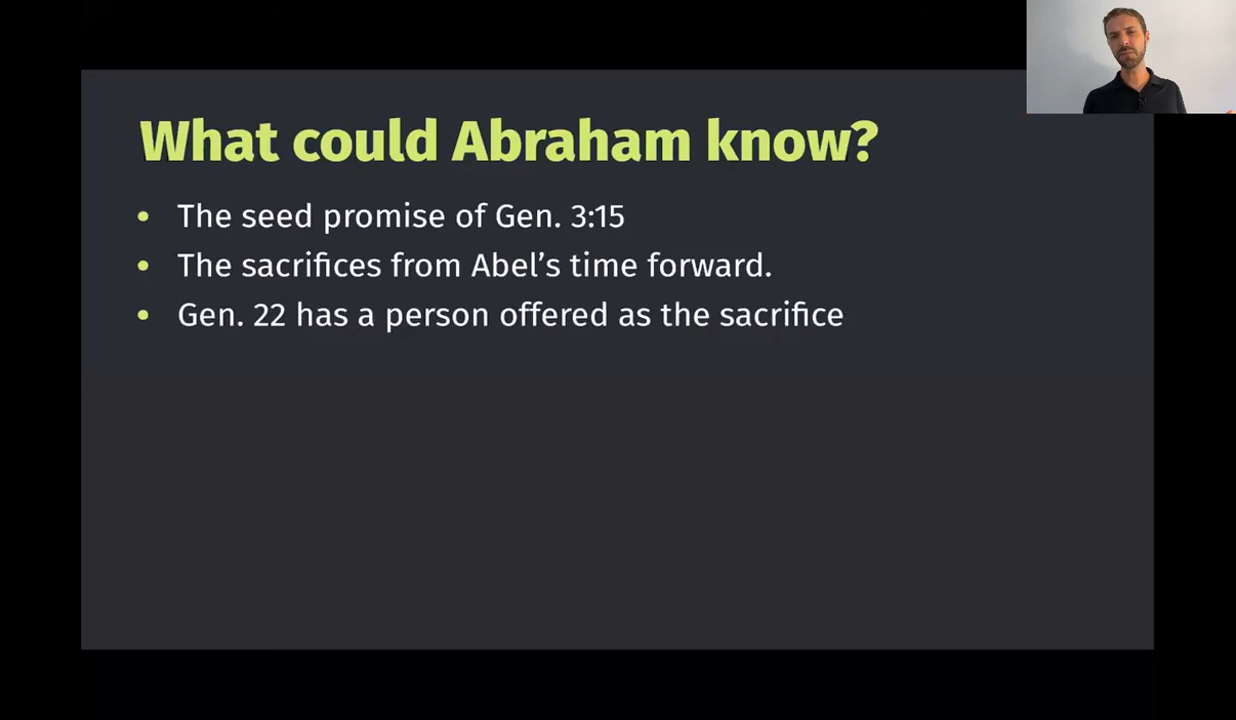 What could Abraham know?
• The seed promise of Gen. 3:15
• The sacrifices from Abel’s time forward.
• Gen. 22 has a person offered as the sacrifice